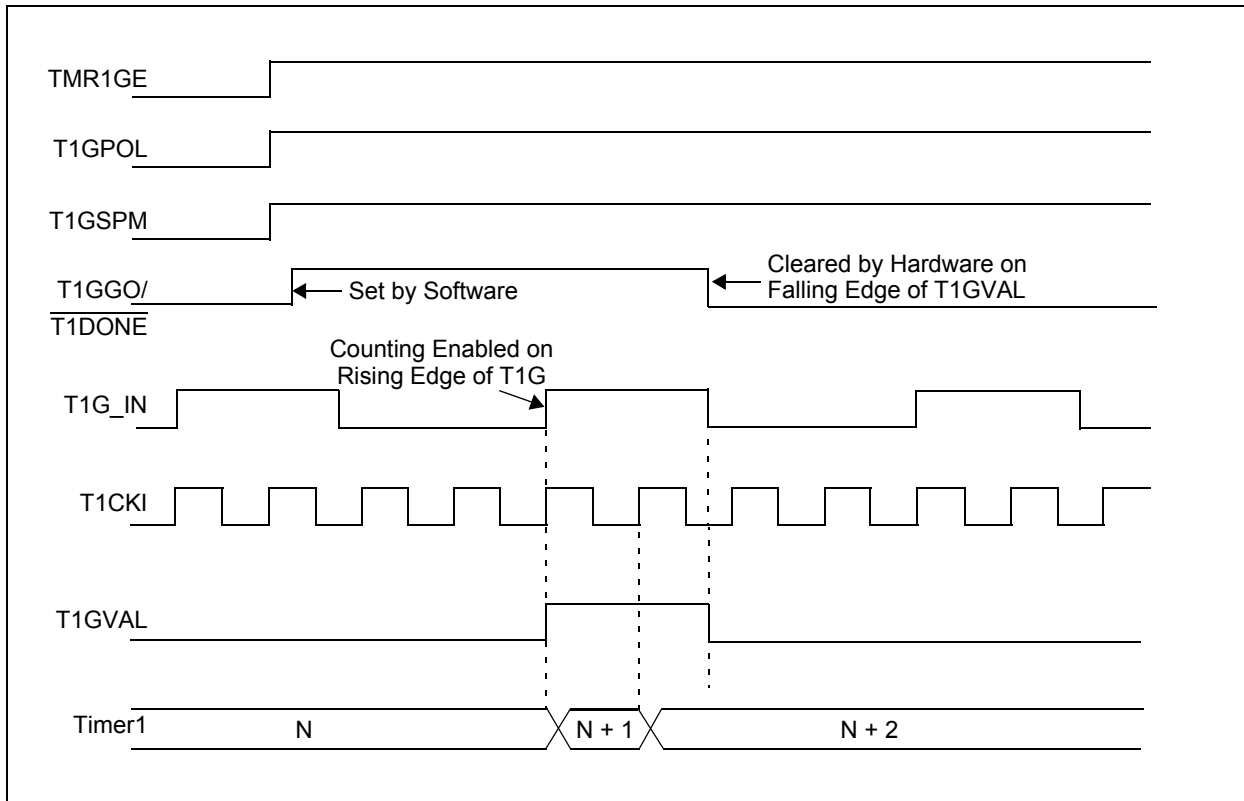 TMR1GE
T1GPOL
T1GSPM
T1GGO/
T1DONE
Set by Software
Cleared by Hardware on
Falling Edge of T1GVAL
Counting Enabled on
Rising Edge of T1G
T1G_IN
T1CKI
T1GVAL
Timer1
N
N + 1
N + 2